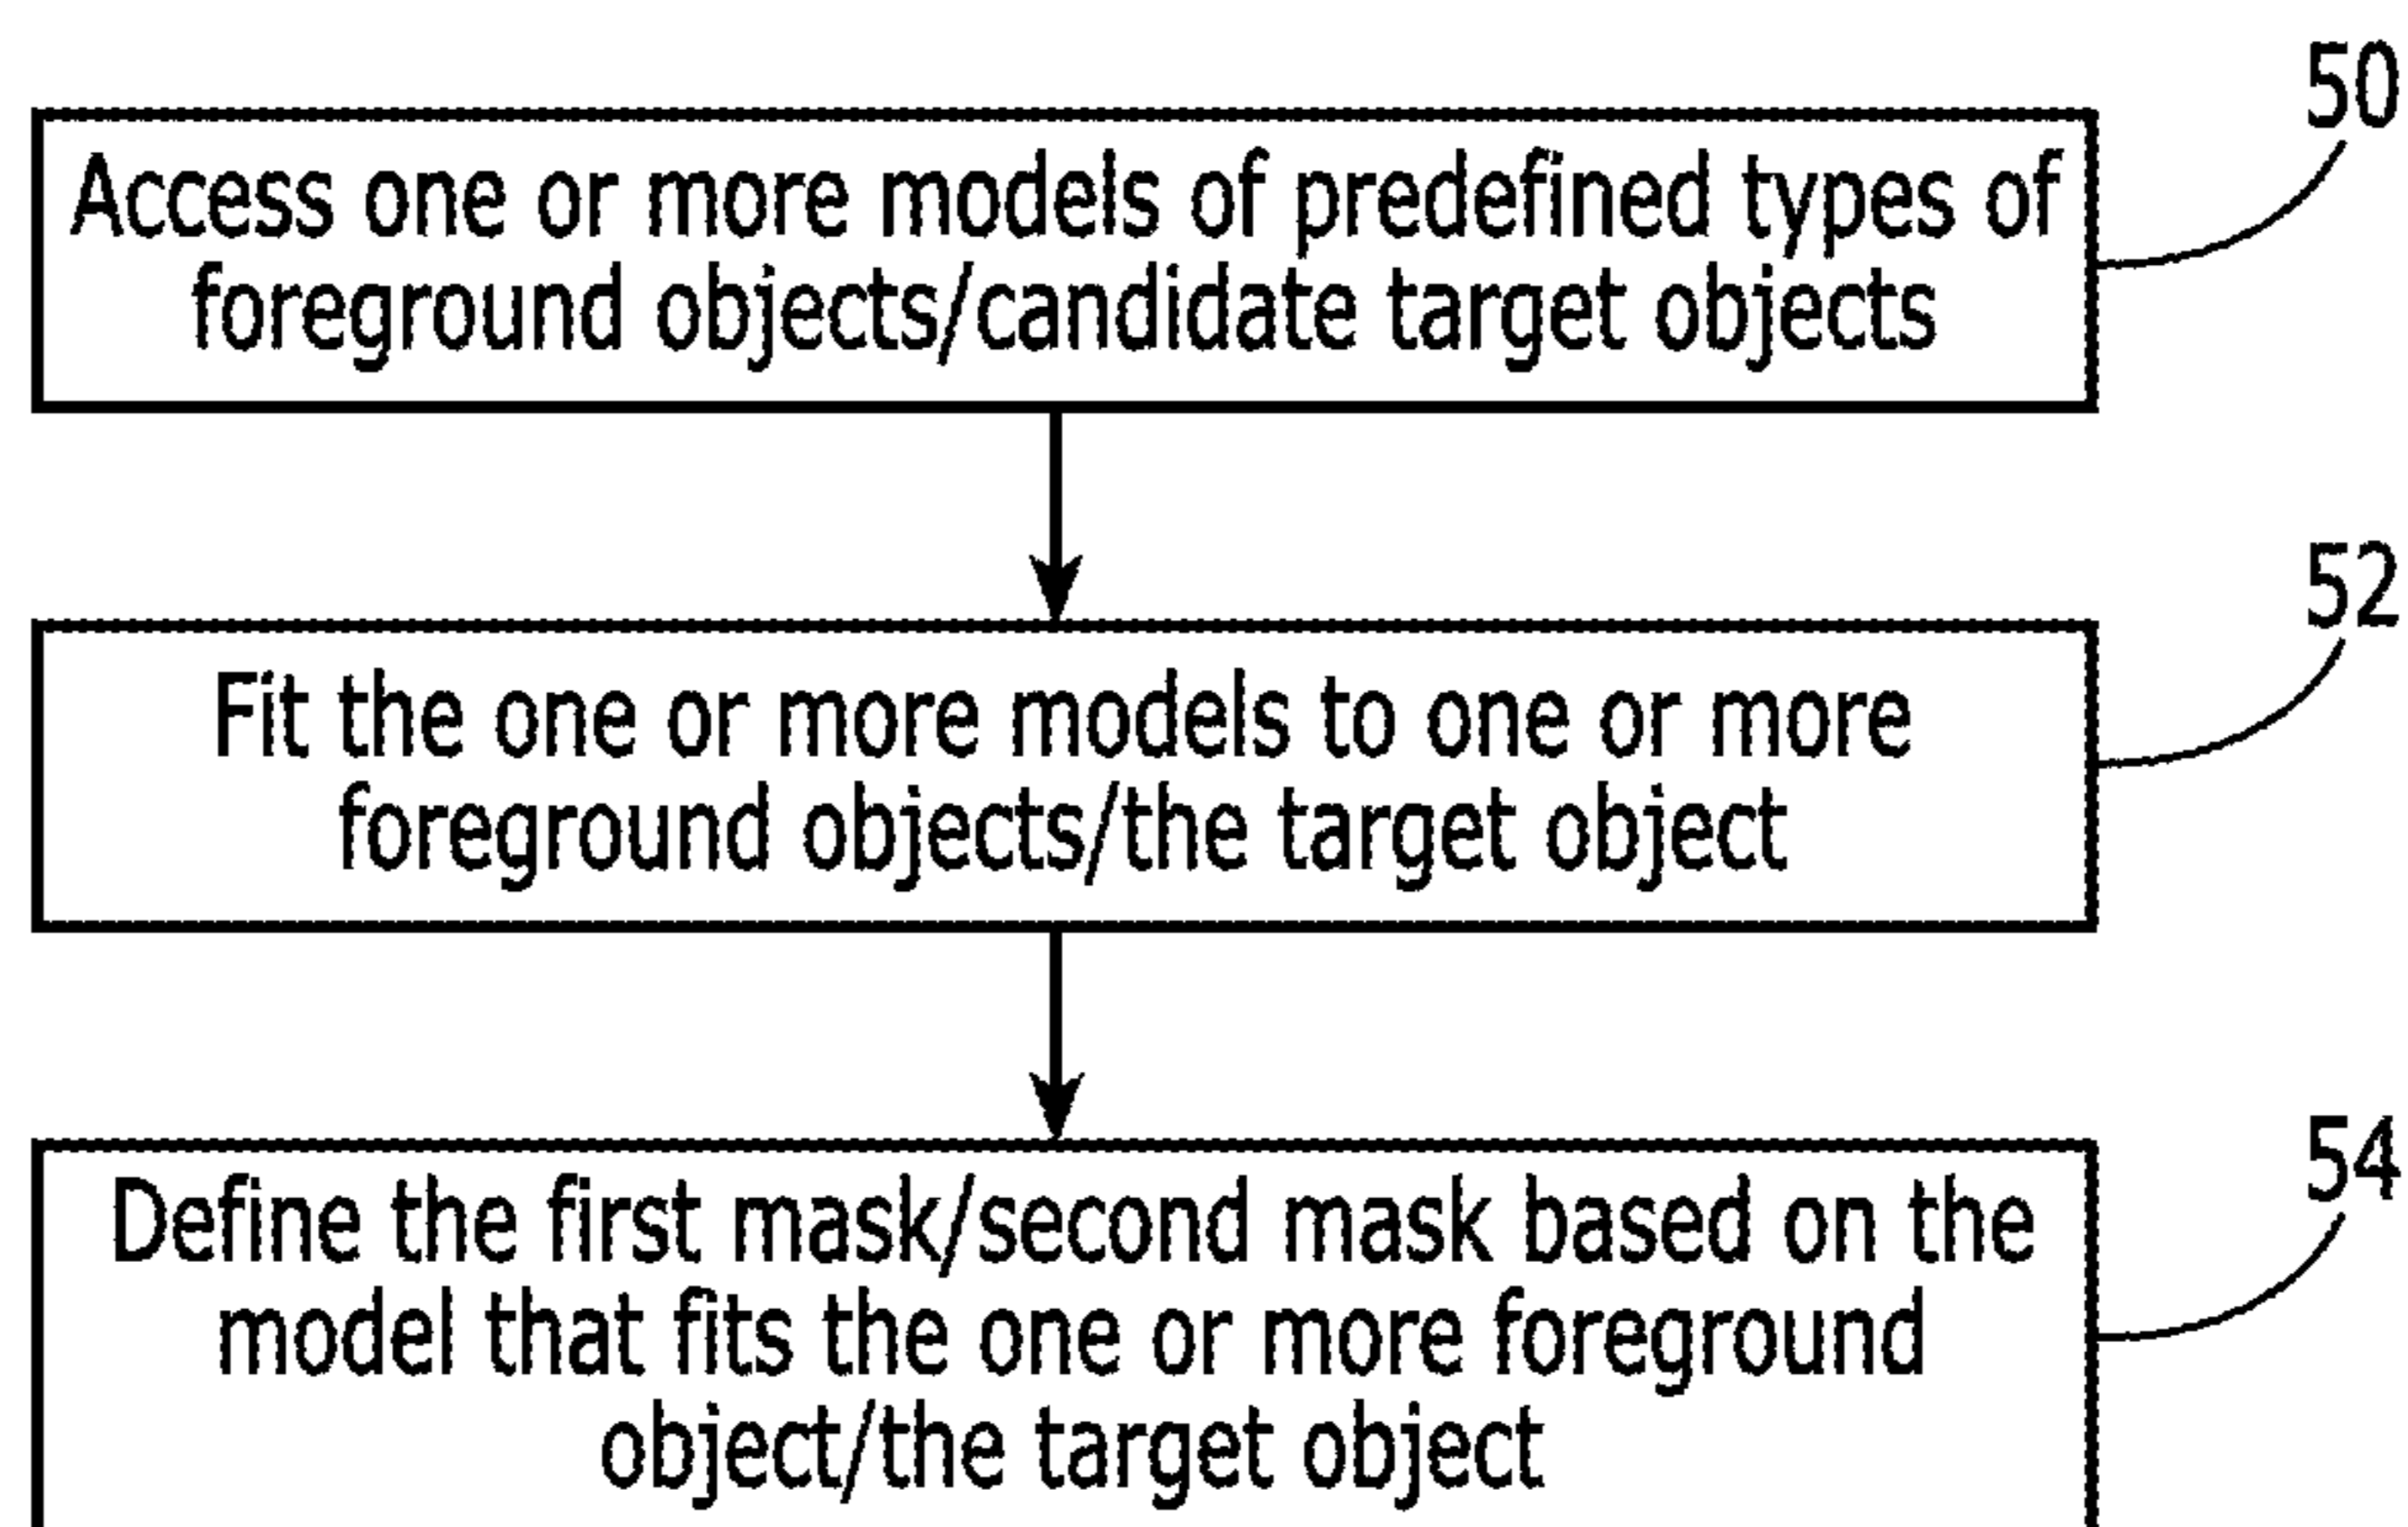 50
Access one or more models of predefined types of
foreground objects/candidate target objects
52
Fit the one or more models to one or more
foreground objects/the target object
54
Define the first mask/second mask based on the
model that fits the one or more foreground
object/the target object